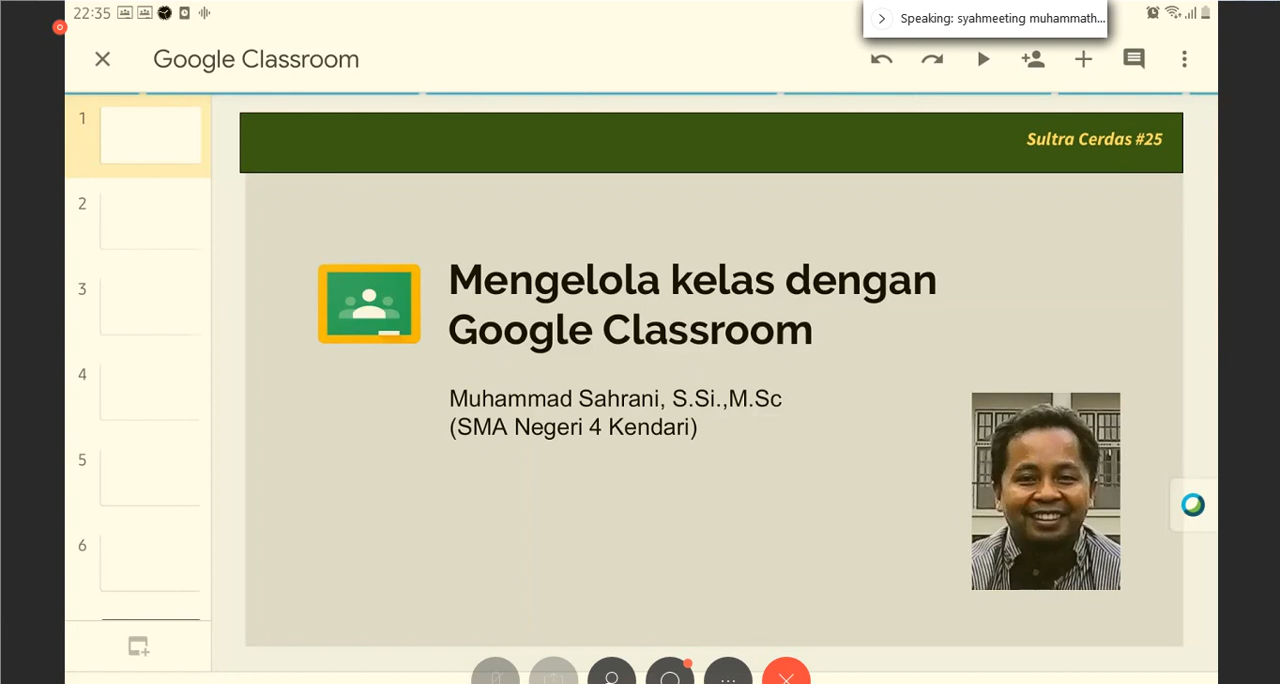 22:35
Speaking: syahmeeting muhammath...
Google Classroom
1
2
3
4
5
6
Sultra Cerdas #25
Mengelola kelas dengan
Google Classroom
Muhammad Sahrani, S.Si.,M.Sc
(SMA Negeri 4 Kendari)